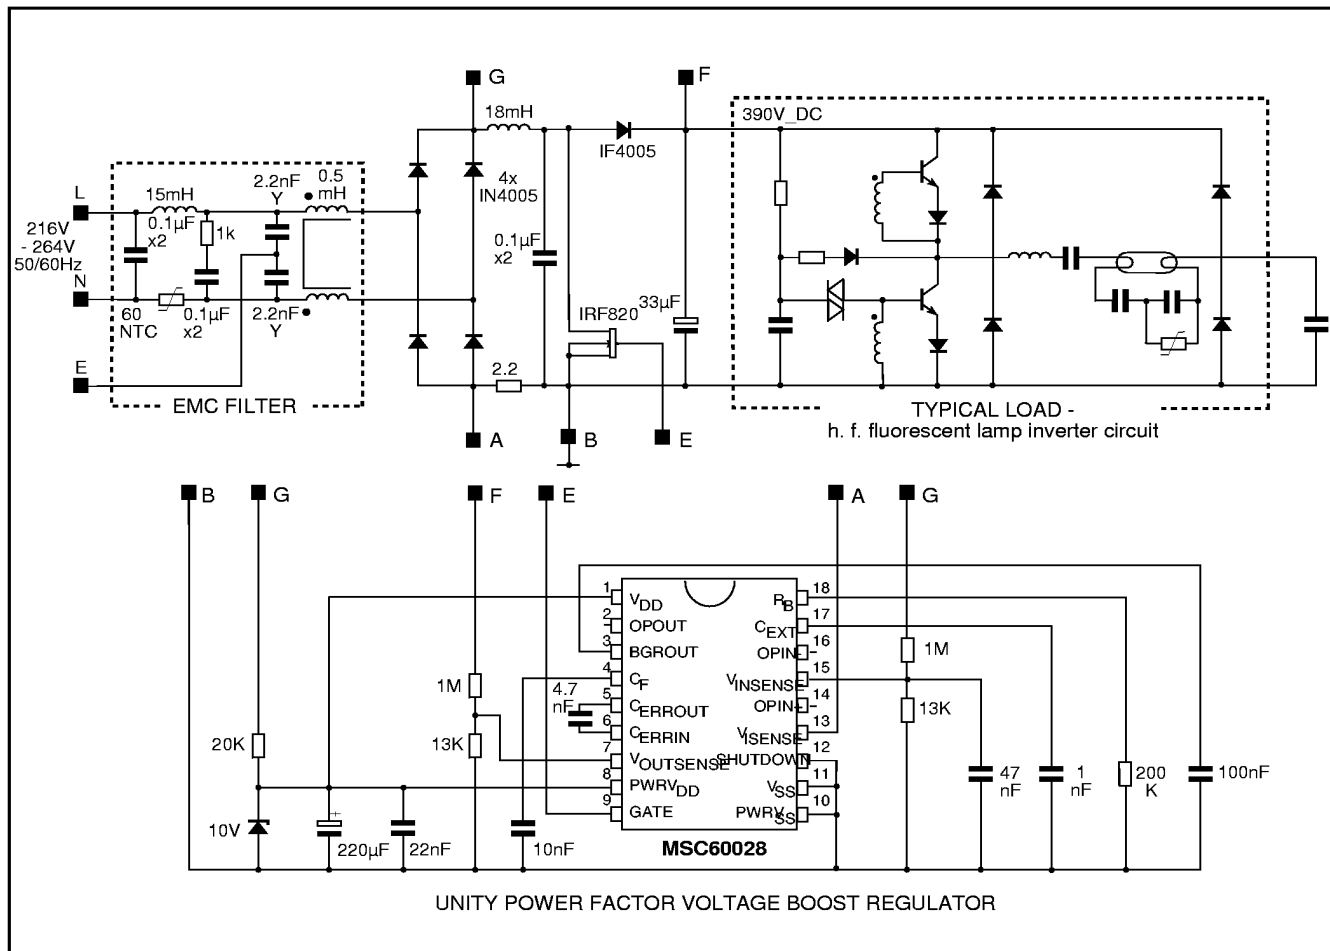 G
F
18mH
390V_DC
IF4005
4x
IN4005
L
15mH
2.2nF
Y
0.5
mH
216V
- 264V
50/60Hz
0.1µF
x2
1k
0.1µF
x2
N
60
NTC
0.1µF
x2
2.2nF
Y
IRF820
33µF
E
2.2
EMC FILTER
TYPICAL LOAD -
h. f. fluorescent lamp inverter circuit
A
B
E
B
G
F
E
A
G
1
VDD
2
OPOUT
3
BGROUT
4
CF
5
CERROUT
6
CERRIN
7
VOUTSENSE
8
PWRVDD
9
GATE
18
RB
17
CEXT
16
OPIN-
15
VINSENSE
14
OPIN+
13
VISENSE
12
SHUTDOWN
11
VSS
10
PWRVSS
MSC60028
1M
4.7
nF
13K
20K
10V
+
220µF
22nF
10nF
1M
13K
47
nF
1
nF
200
K
100nF
UNITY POWER FACTOR VOLTAGE BOOST REGULATOR